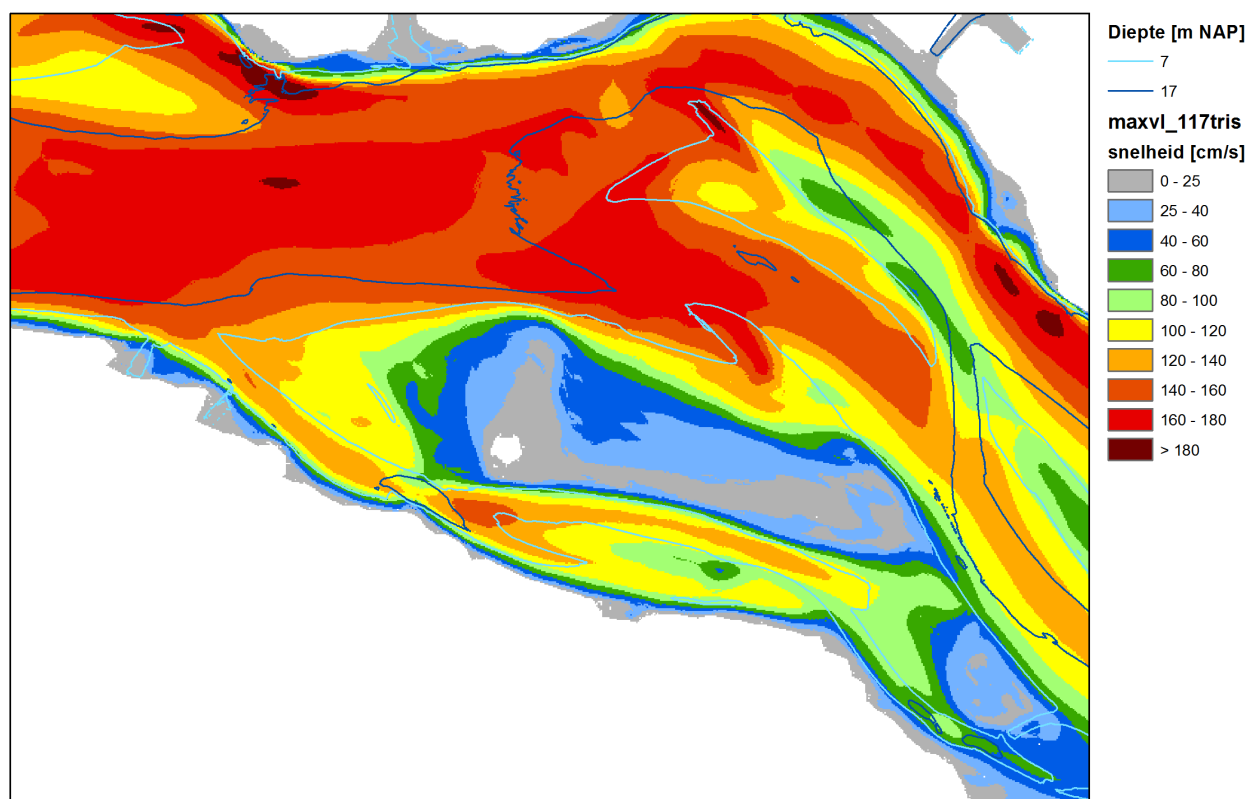 Diepte [m NAP]
7
17
maxvl_117tris
snelheid [cm/s]
0 - 25
25 - 40
40 - 60
60 - 80
80 - 100
100 - 120
120 - 140
140 - 160
160 - 180
> 180